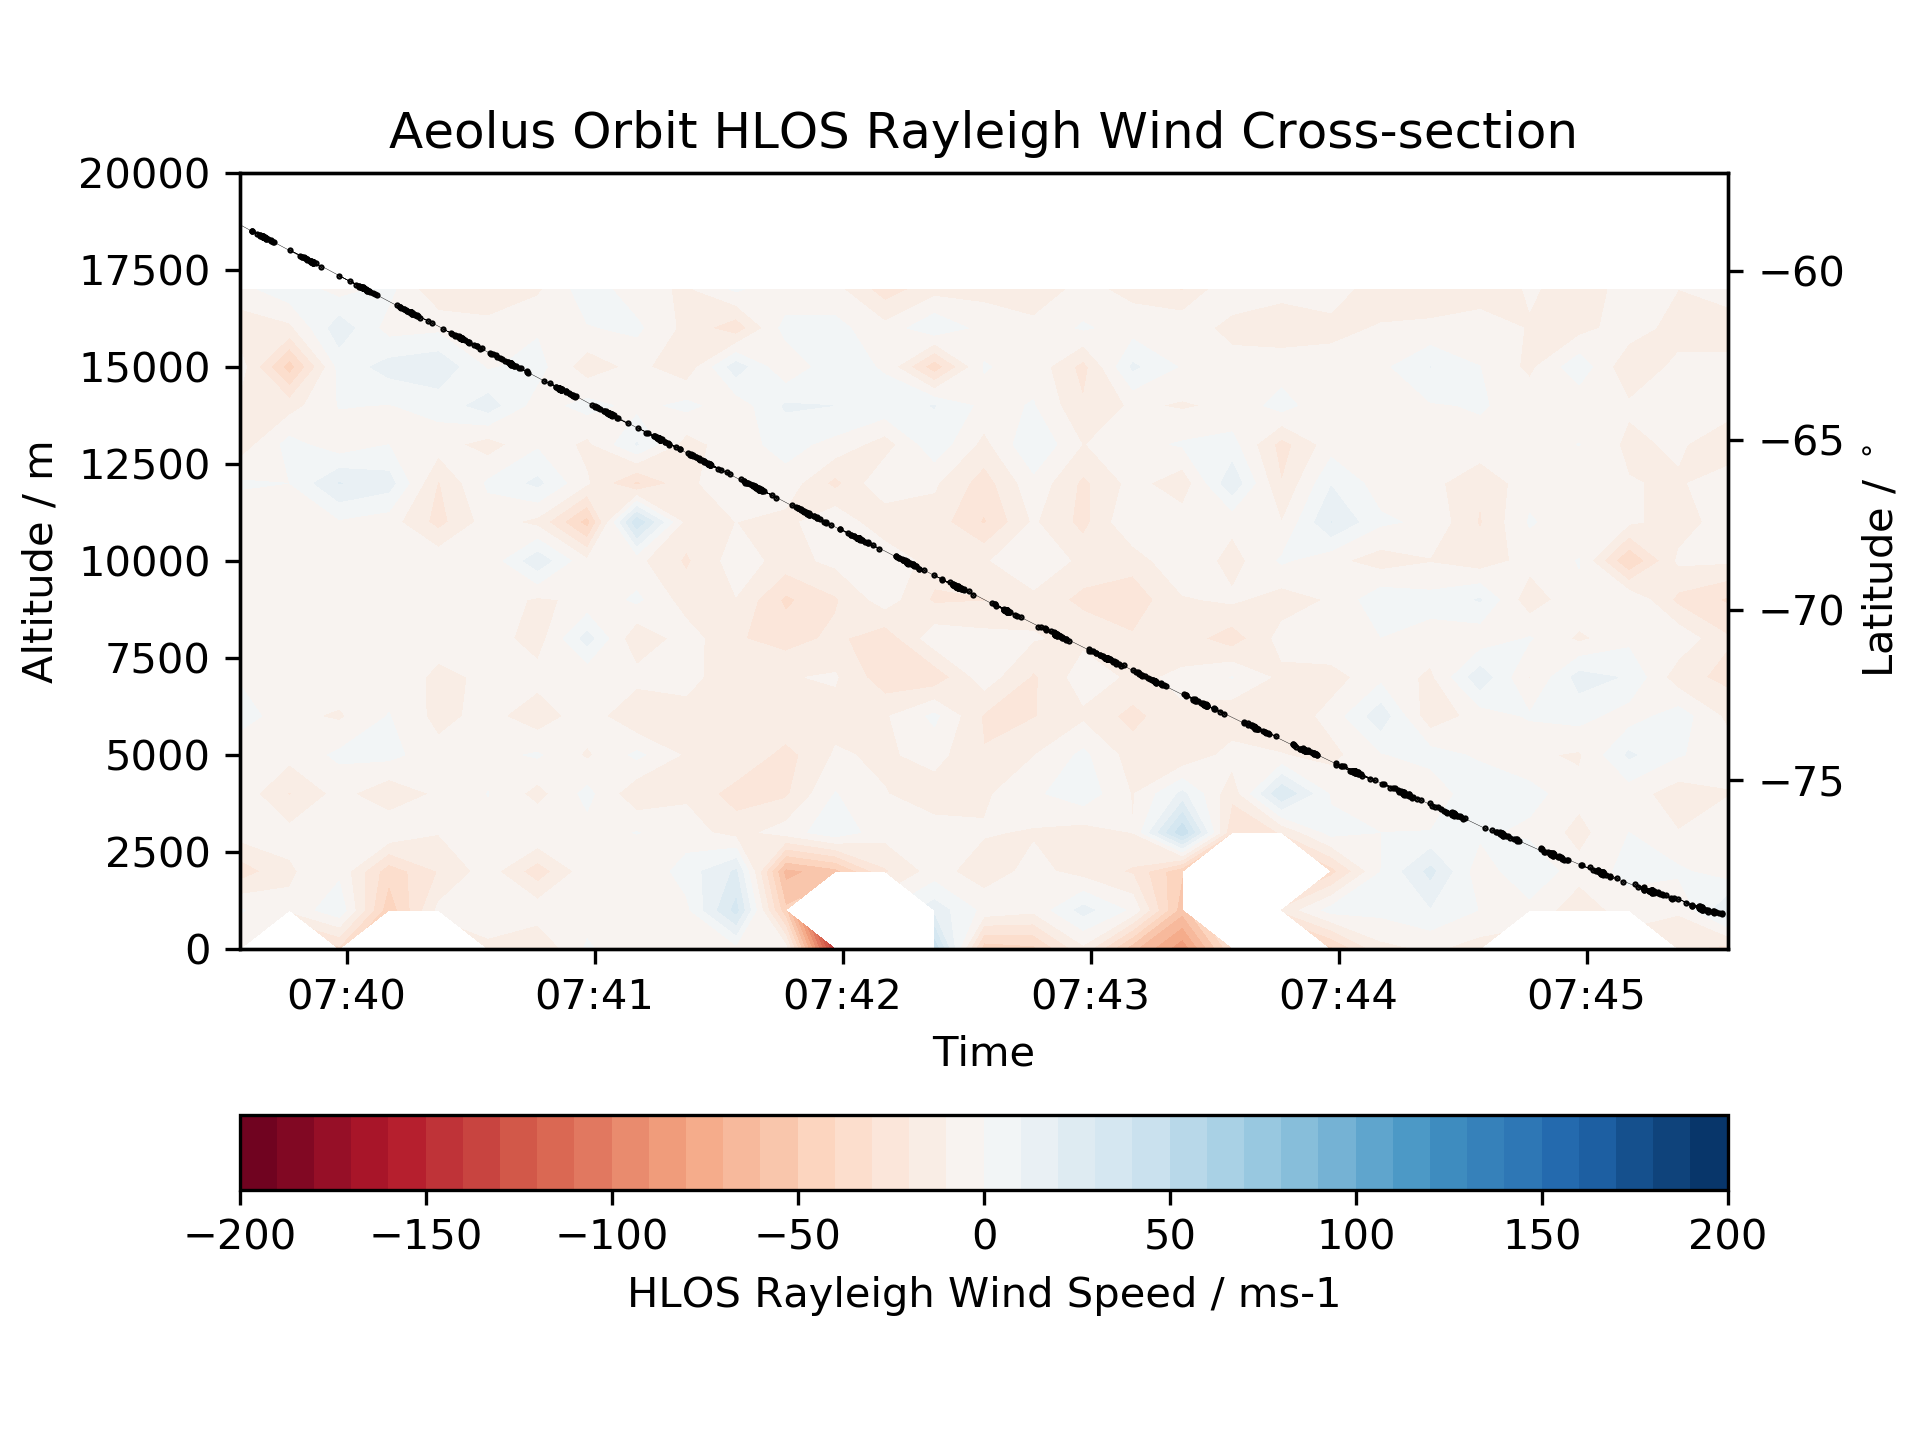 Aeolus Orbit HLOS Rayleigh Wind Cross-section
20000
17500
15000
12500
10000
7500
5000
2500
0
Altitude / m
−60
−65
−70
−75
Latitude / °
07:40 07:41 07:42 07:43 07:44 07:45
Time
−200 −150 −100 −50 0 50 100 150 200
HLOS Rayleigh Wind Speed / ms-1